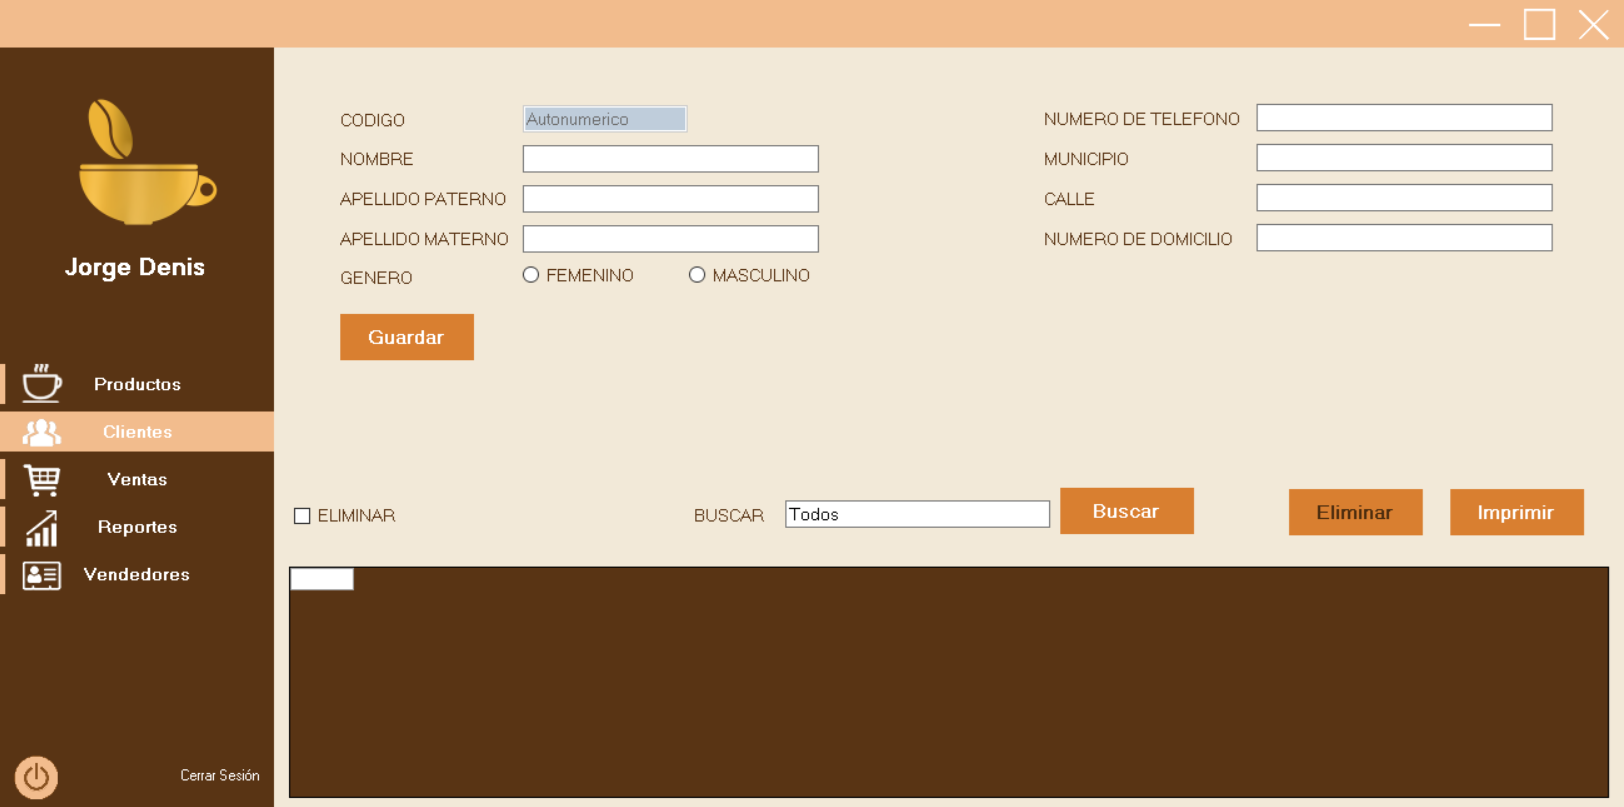 Jorge Denis
Productos
Clientes
Ventas
Reportes
Vendedores
Cerrar Sesión
CODIGO Autonumerico
NOMBRE
APELLIDO PATERNO
APELLIDO MATERNO
GENERO FEMENINO MASCULINO
Guardar
NUMERO DE TELEFONO
MUNICIPIO
CALLE
NUMERO DE DOMICILIO
ELIMINAR BUSCAR Todos Buscar Eliminar Imprimir